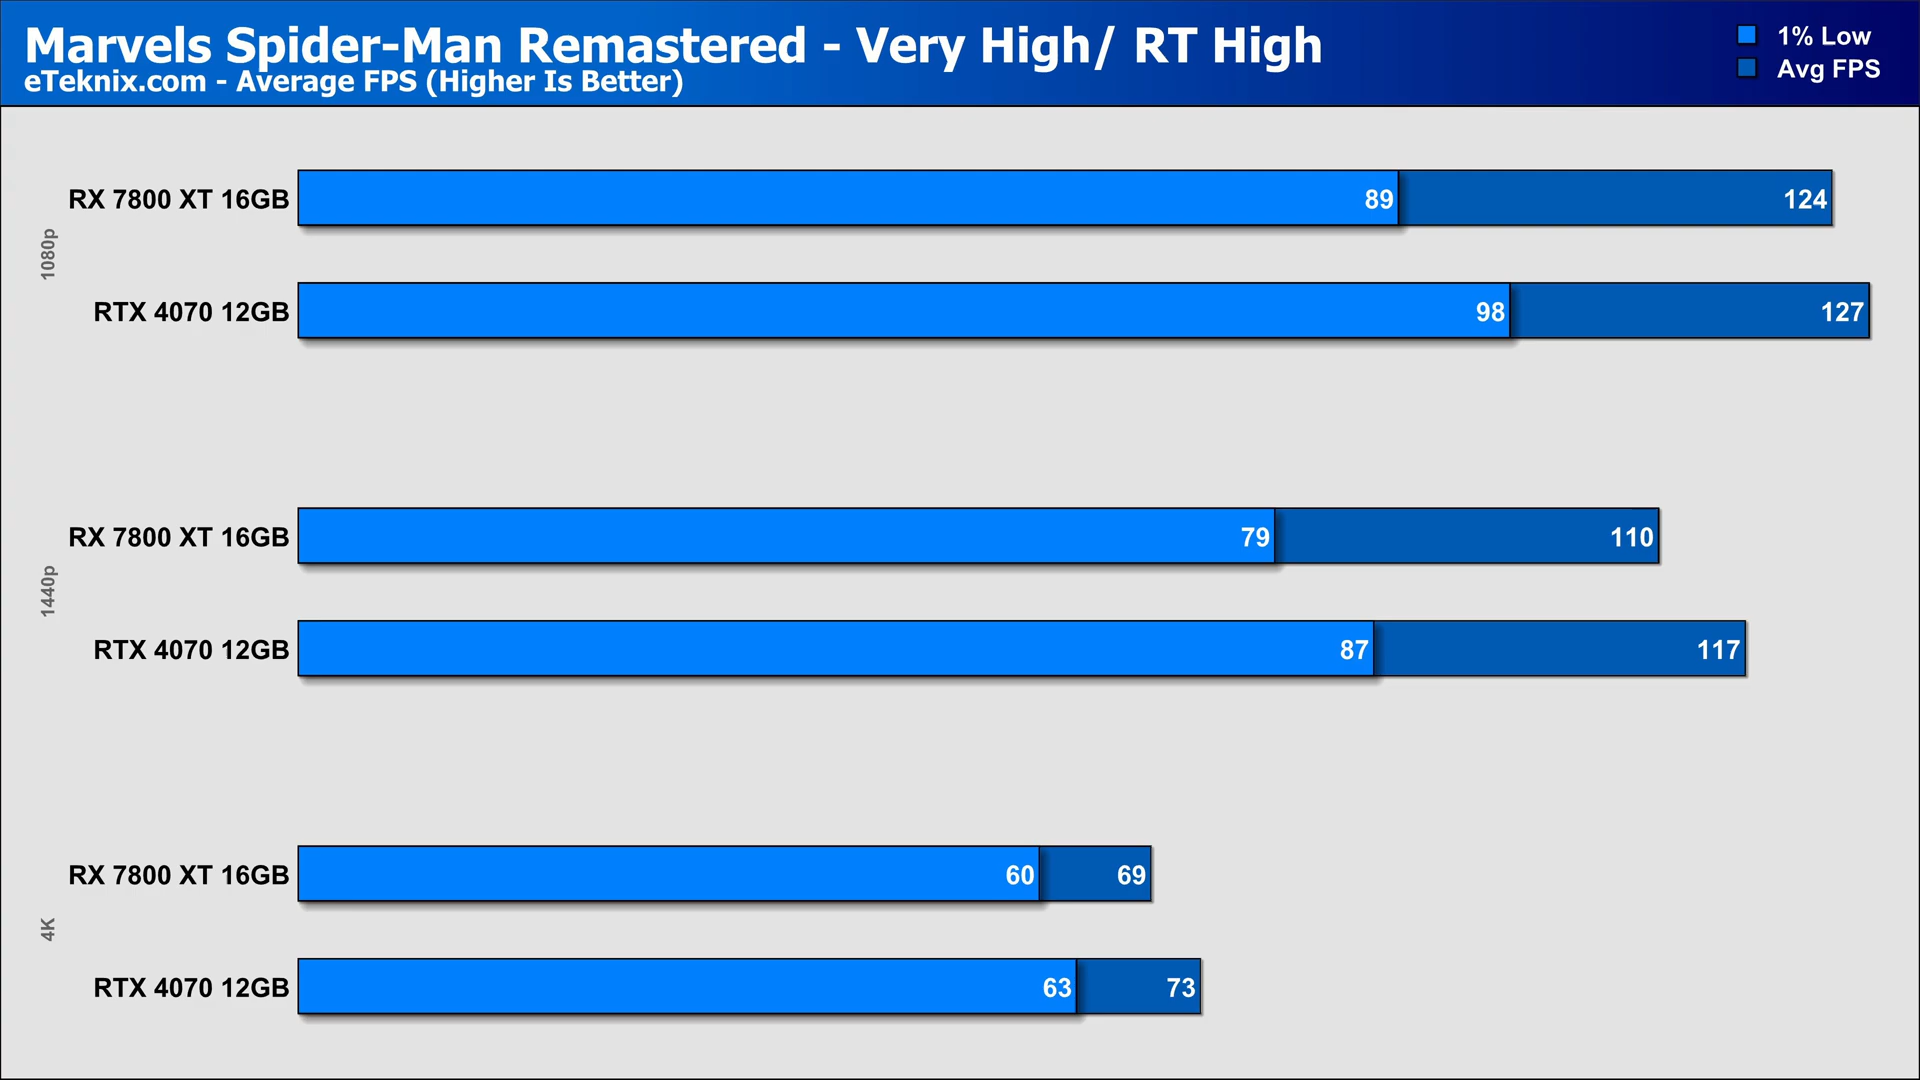 Marvels Spider-Man Remastered - Very High/ RT High
eTeknix.com - Average FPS (Higher Is Better)
1% Low
Avg FPS
1080p
RX 7800 XT 16GB 89 124
RTX 4070 12GB 98 127
1440p
RX 7800 XT 16GB 79 110
RTX 4070 12GB 87 117
4K
RX 7800 XT 16GB 60 69
RTX 4070 12GB 63 73